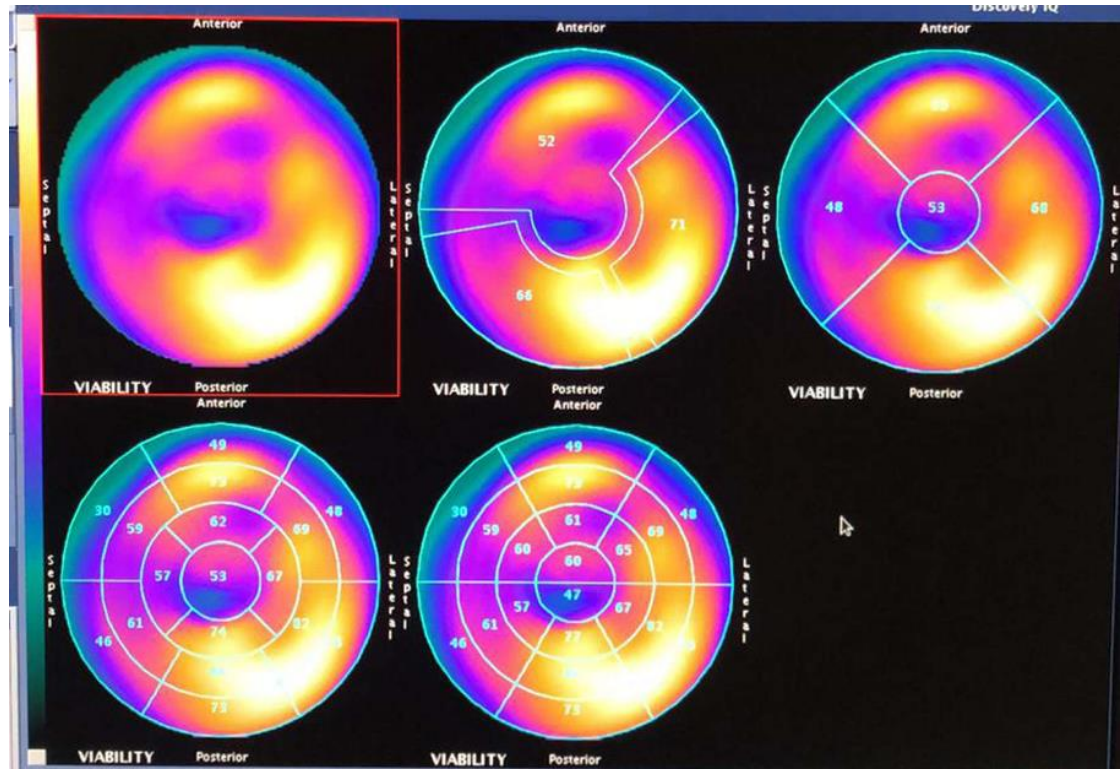 Discovery IQ
Anterior
Anterior
Anterior
Septal
Lateral
Septal
Lateral
Septal
Lateral
52
71
66
48
53
68
VIABILITY
Posterior
VIABILITY
Posterior
VIABILITY
Posterior
Anterior
Anterior
49
30
59
62
69
48
57
53
67
61
46
74
82
73
Septal
Lateral
49
30
59
61
69
48
60
60
65
47
57
67
61
46
77
82
73
Septal
Lateral
VIABILITY
Posterior
VIABILITY
Posterior